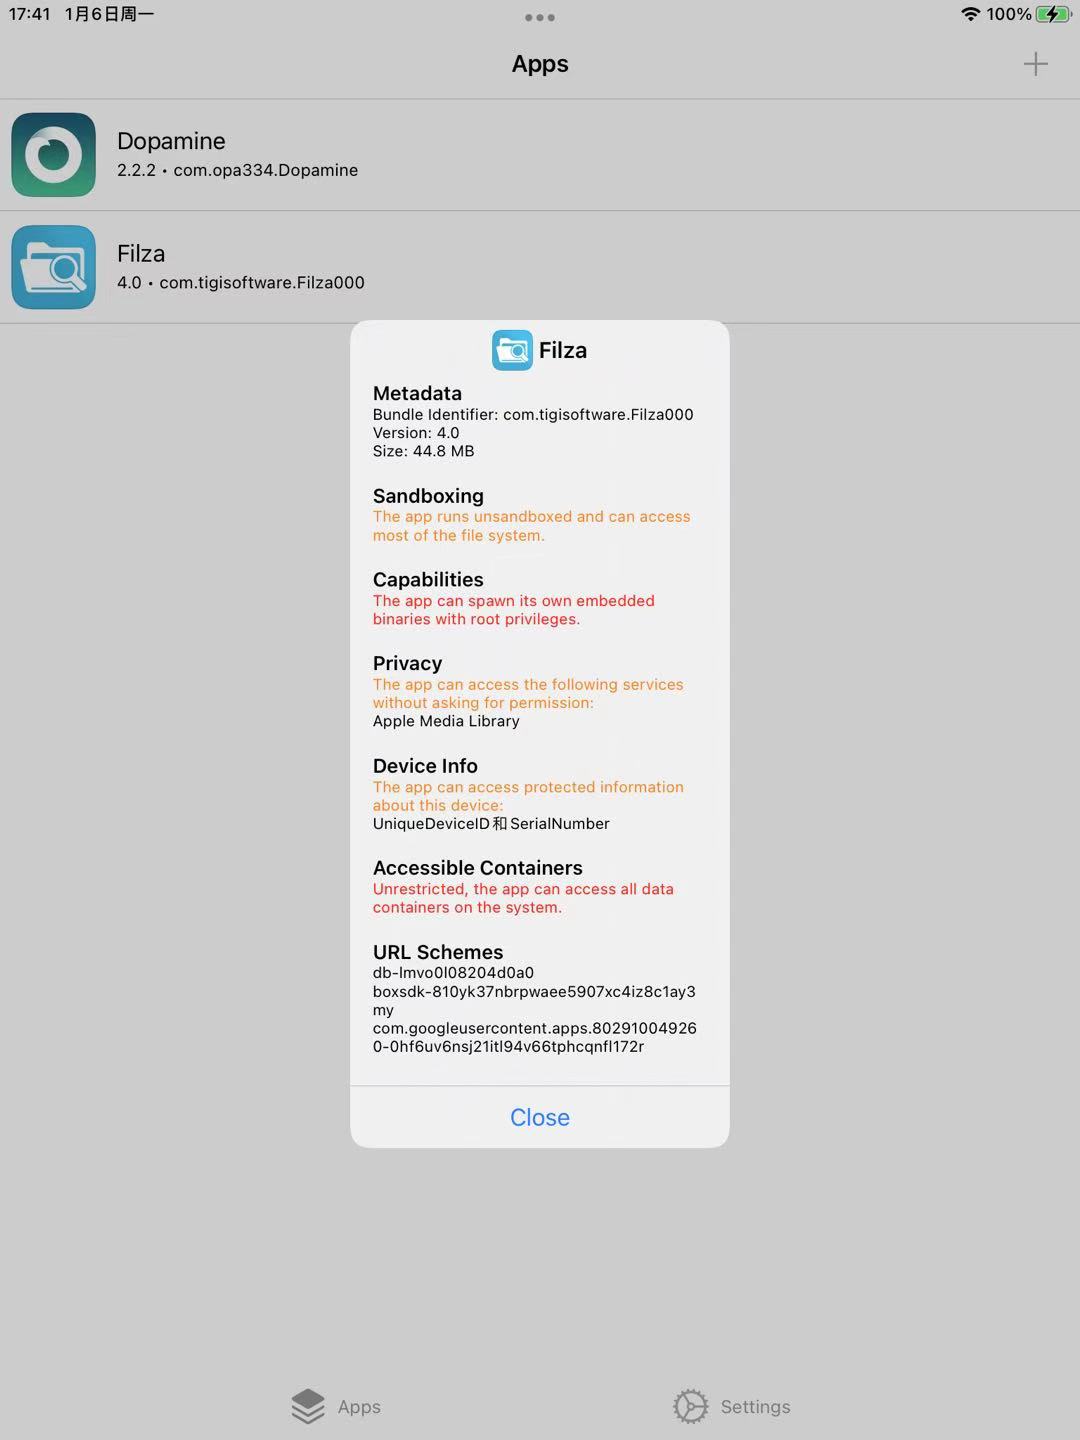 17:41 1月6日周一
100%
Apps
Dopamine
2.2.2 • com.opa334.Dopamine
Filza
4.0 • com.tigisoftware.Filza000
Filza
Metadata
Bundle Identifier: com.tigisoftware.Filza000
Version: 4.0
Size: 44.8 MB
Sandboxing
The app runs unsandboxed and can access
most of the file system.
Capabilities
The app can spawn its own embedded
binaries with root privileges.
Privacy
The app can access the following services
without asking for permission:
Apple Media Library
Device Info
The app can access protected information
about this device:
UniqueDeviceID和SerialNumber
Accessible Containers
Unrestricted, the app can access all data
containers on the system.
URL Schemes
db-lmvo0l08204d0a0
boxsdk-810yk37nbrpwaee5907xc4iz8c1ay3
my
com.googleusercontent.apps.80291004926
0-0hf6uv6nsj21itl94v66tphcqnfl172r
Close
Apps
Settings